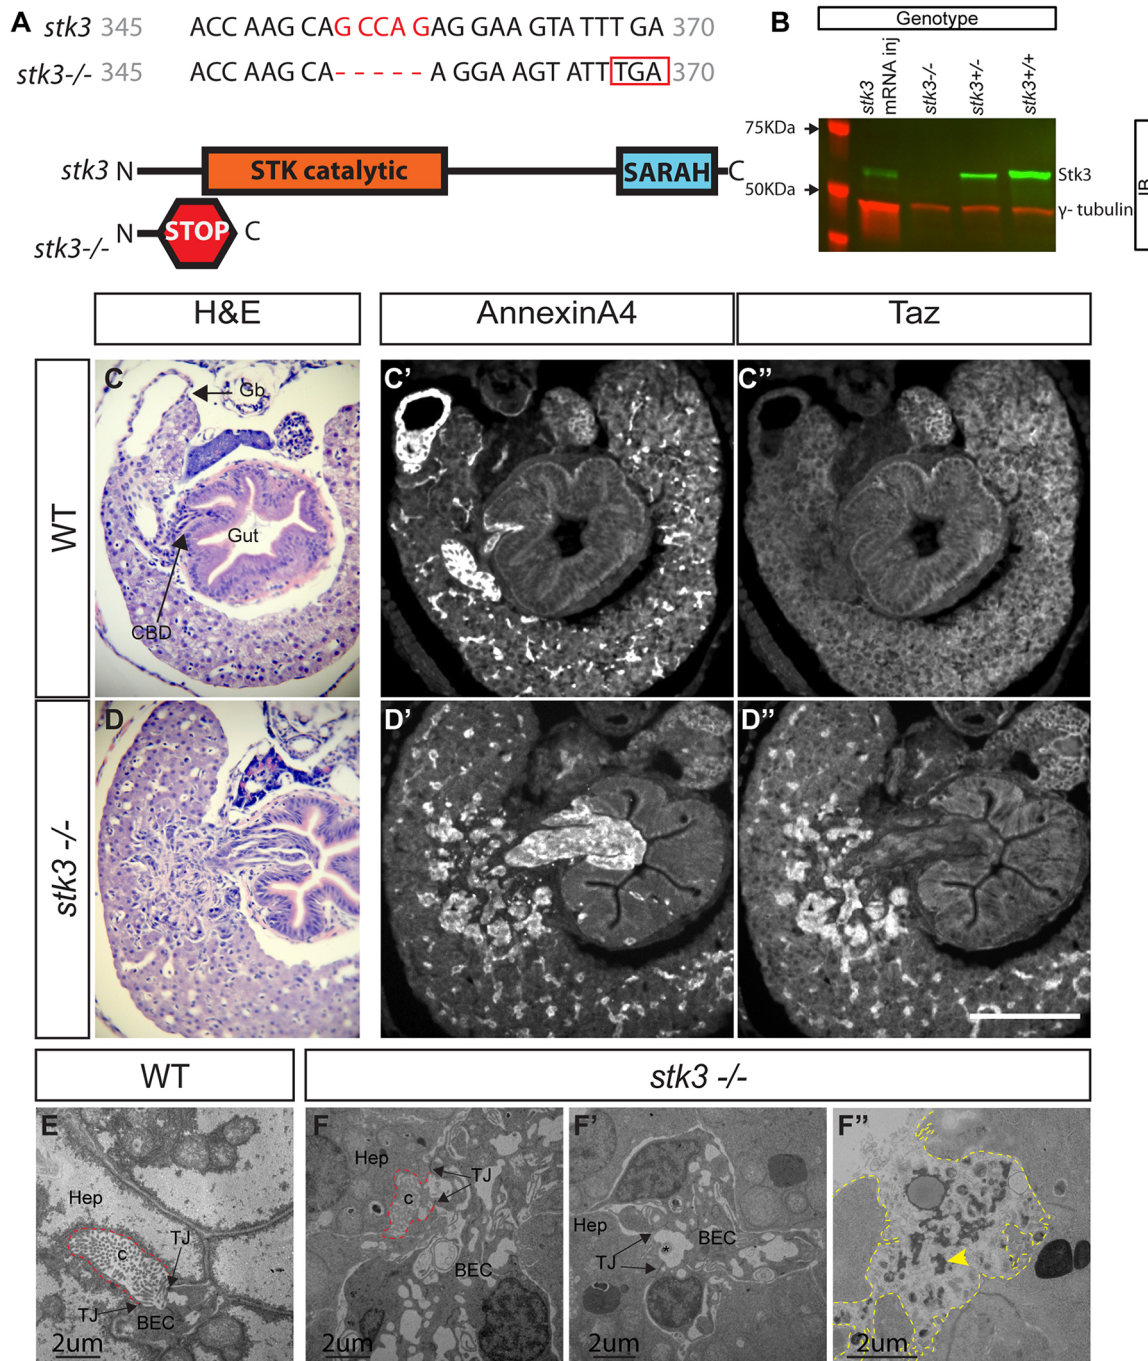 A
stk3 345 ACC AAG CAG CCAG GAG GAA GTA TTT GA 370
stk3-/- 345 ACC AAG CA- - - - - A GGA AGT ATT TGA 370
stk3 N STK catalytic SARAH C
stk3-/- N STOP C
B
Genotype
stk3 mRNA inj
stk3-/-
stk3+/-
stk3+/+
75KDa
50KDa
Stk3
γ- tubulin
IB
H&E
AnnexinA4
Taz
WT
C
Gb
Gut
CBD
C'
C''
stk3 -/-
D
D'
D''
WT
stk3 -/-
E
Hep
c
TJ
TJ
BEC
2um
F
Hep
c
TJ
BEC
2um
F'
Hep
TJ
*
BEC
2um
F''
2um